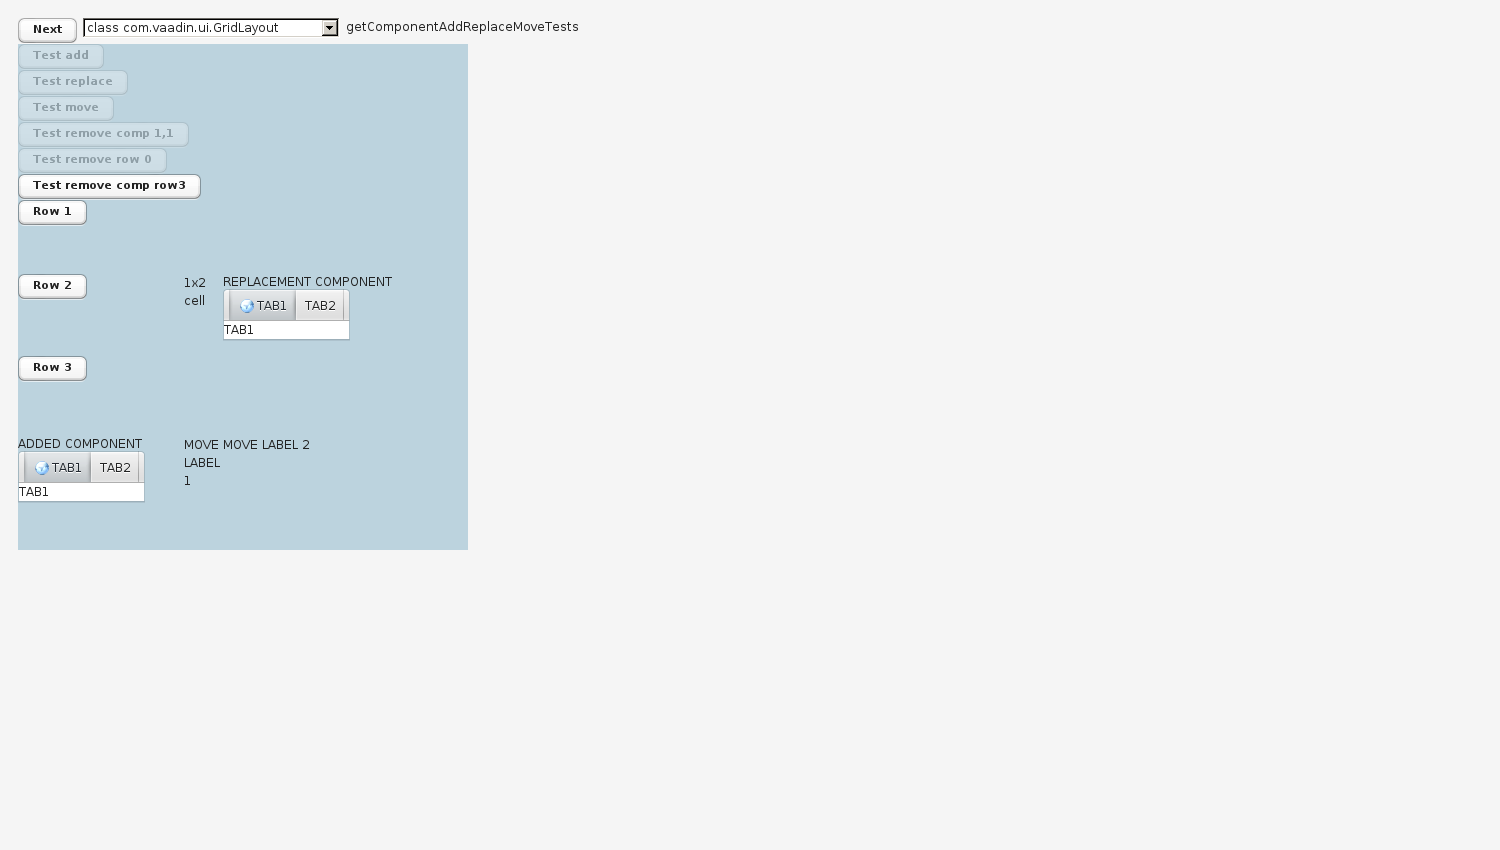 Next class com.vaadin.ui.GridLayout getComponentAddReplaceMoveTests
Test add
Test replace
Test move
Test remove comp 1,1
Test remove row 0
Test remove comp row3
Row 1
Row 2 1x2 REPLACEMENT COMPONENT
cell
TAB1 TAB2
TAB1
Row 3
ADDED COMPONENT MOVE MOVE LABEL 2
LABEL
TAB1 TAB2
1
TAB1